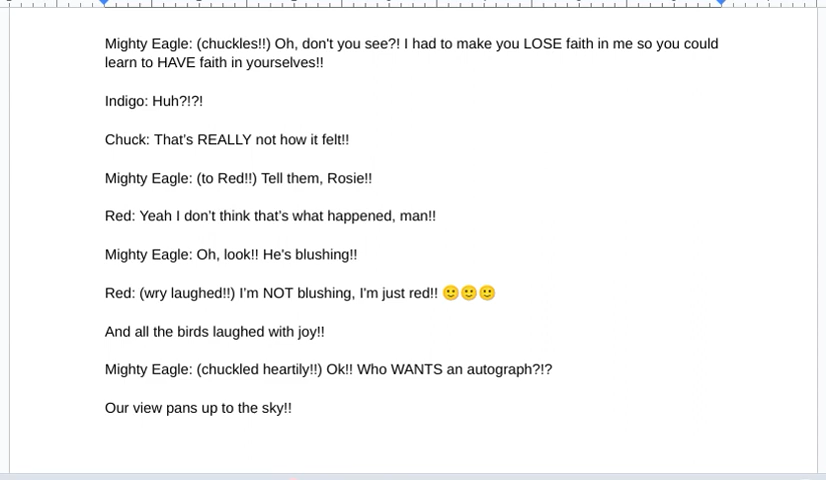 Mighty Eagle: (chuckles!!) Oh, don't you see?! I had to make you LOSE faith in me so you could
learn to HAVE faith in yourselves!!
Indigo: Huh?!?!
Chuck: That’s REALLY not how it felt!!
Mighty Eagle: (to Red!!) Tell them, Rosie!!
Red: Yeah I don’t think that’s what happened, man!!
Mighty Eagle: Oh, look!! He's blushing!!
Red: (wry laughed!!) I’m NOT blushing, I'm just red!! 🙂🙂🙂
And all the birds laughed with joy!!
Mighty Eagle: (chuckled heartily!!) Ok!! Who WANTS an autograph?!?
Our view pans up to the sky!!